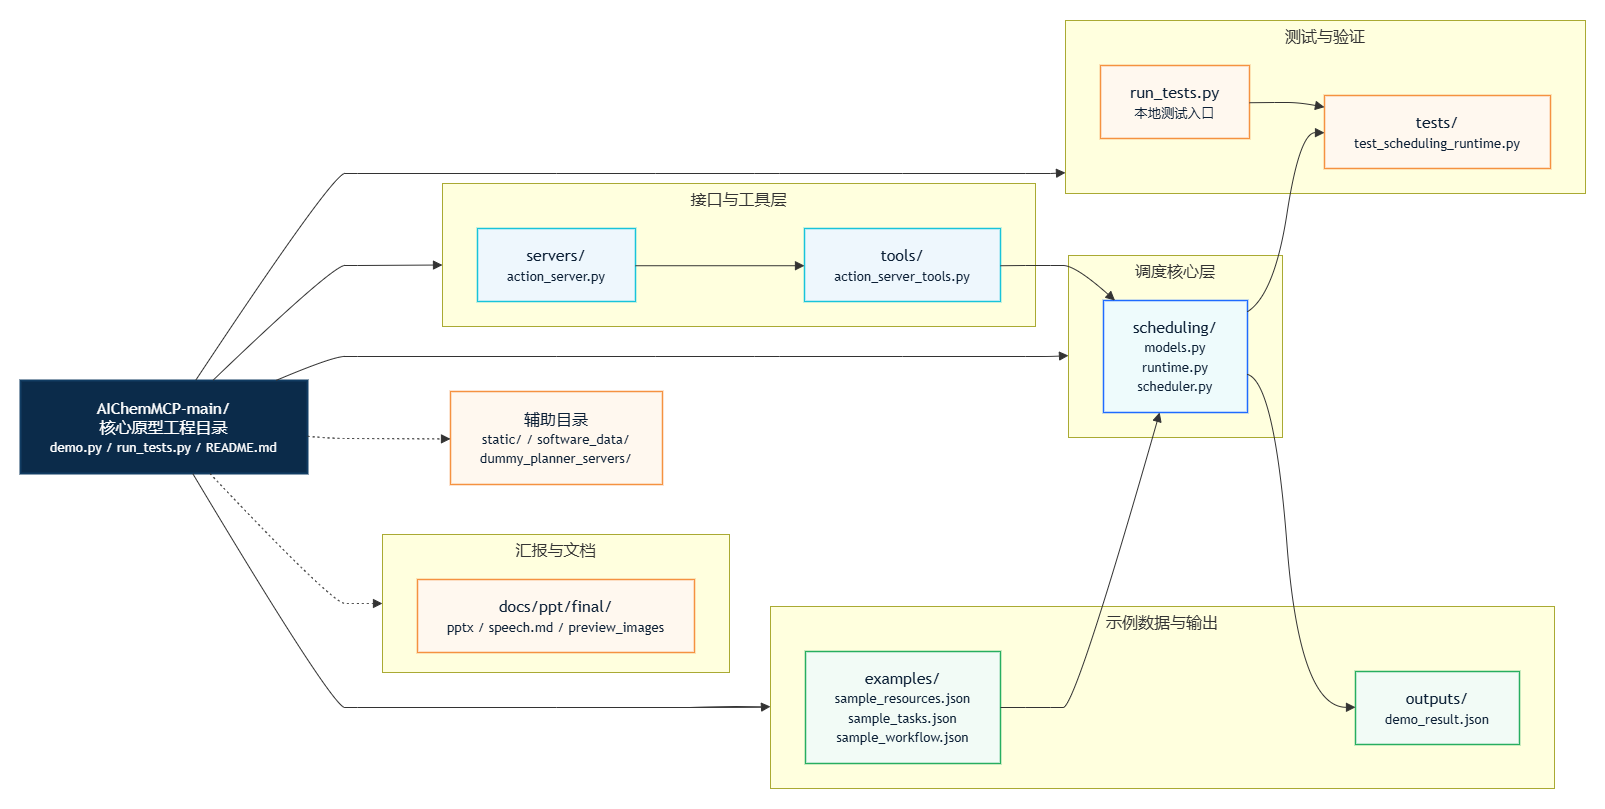 测试与验证
run_tests.py
本地测试入口
tests/
test_scheduling_runtime.py
接口与工具层
servers/
action_server.py
tools/
action_server_tools.py
调度核心层
scheduling/
models.py
runtime.py
scheduler.py
AIChemMCP-main/
核心原型工程目录
demo.py / run_tests.py / README.md
辅助目录
static/ / software_data/
dummy_planner_servers/
汇报与文档
docs/ppt/final/
pptx / speech.md / preview_images
示例数据与输出
examples/
sample_resources.json
sample_tasks.json
sample_workflow.json
outputs/
demo_result.json